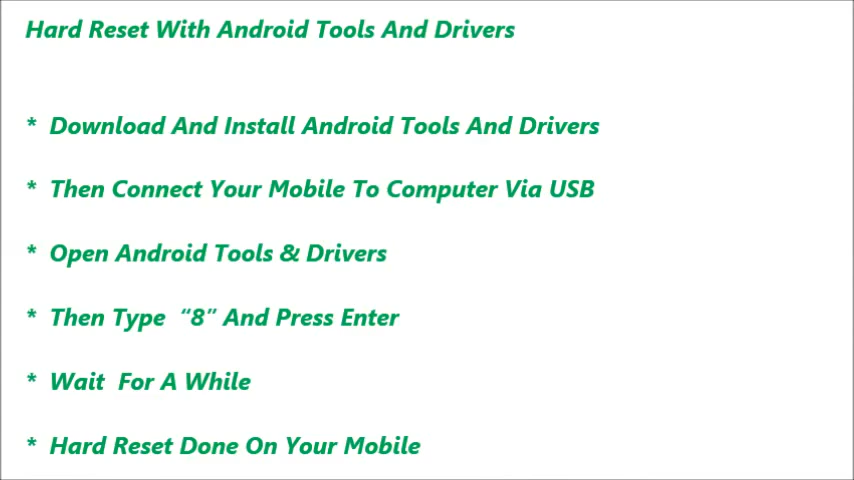 Hard Reset With Android Tools And Drivers
* Download And Install Android Tools And Drivers
* Then Connect Your Mobile To Computer Via USB
* Open Android Tools & Drivers
* Then Type “8” And Press Enter
* Wait For A While
* Hard Reset Done On Your Mobile